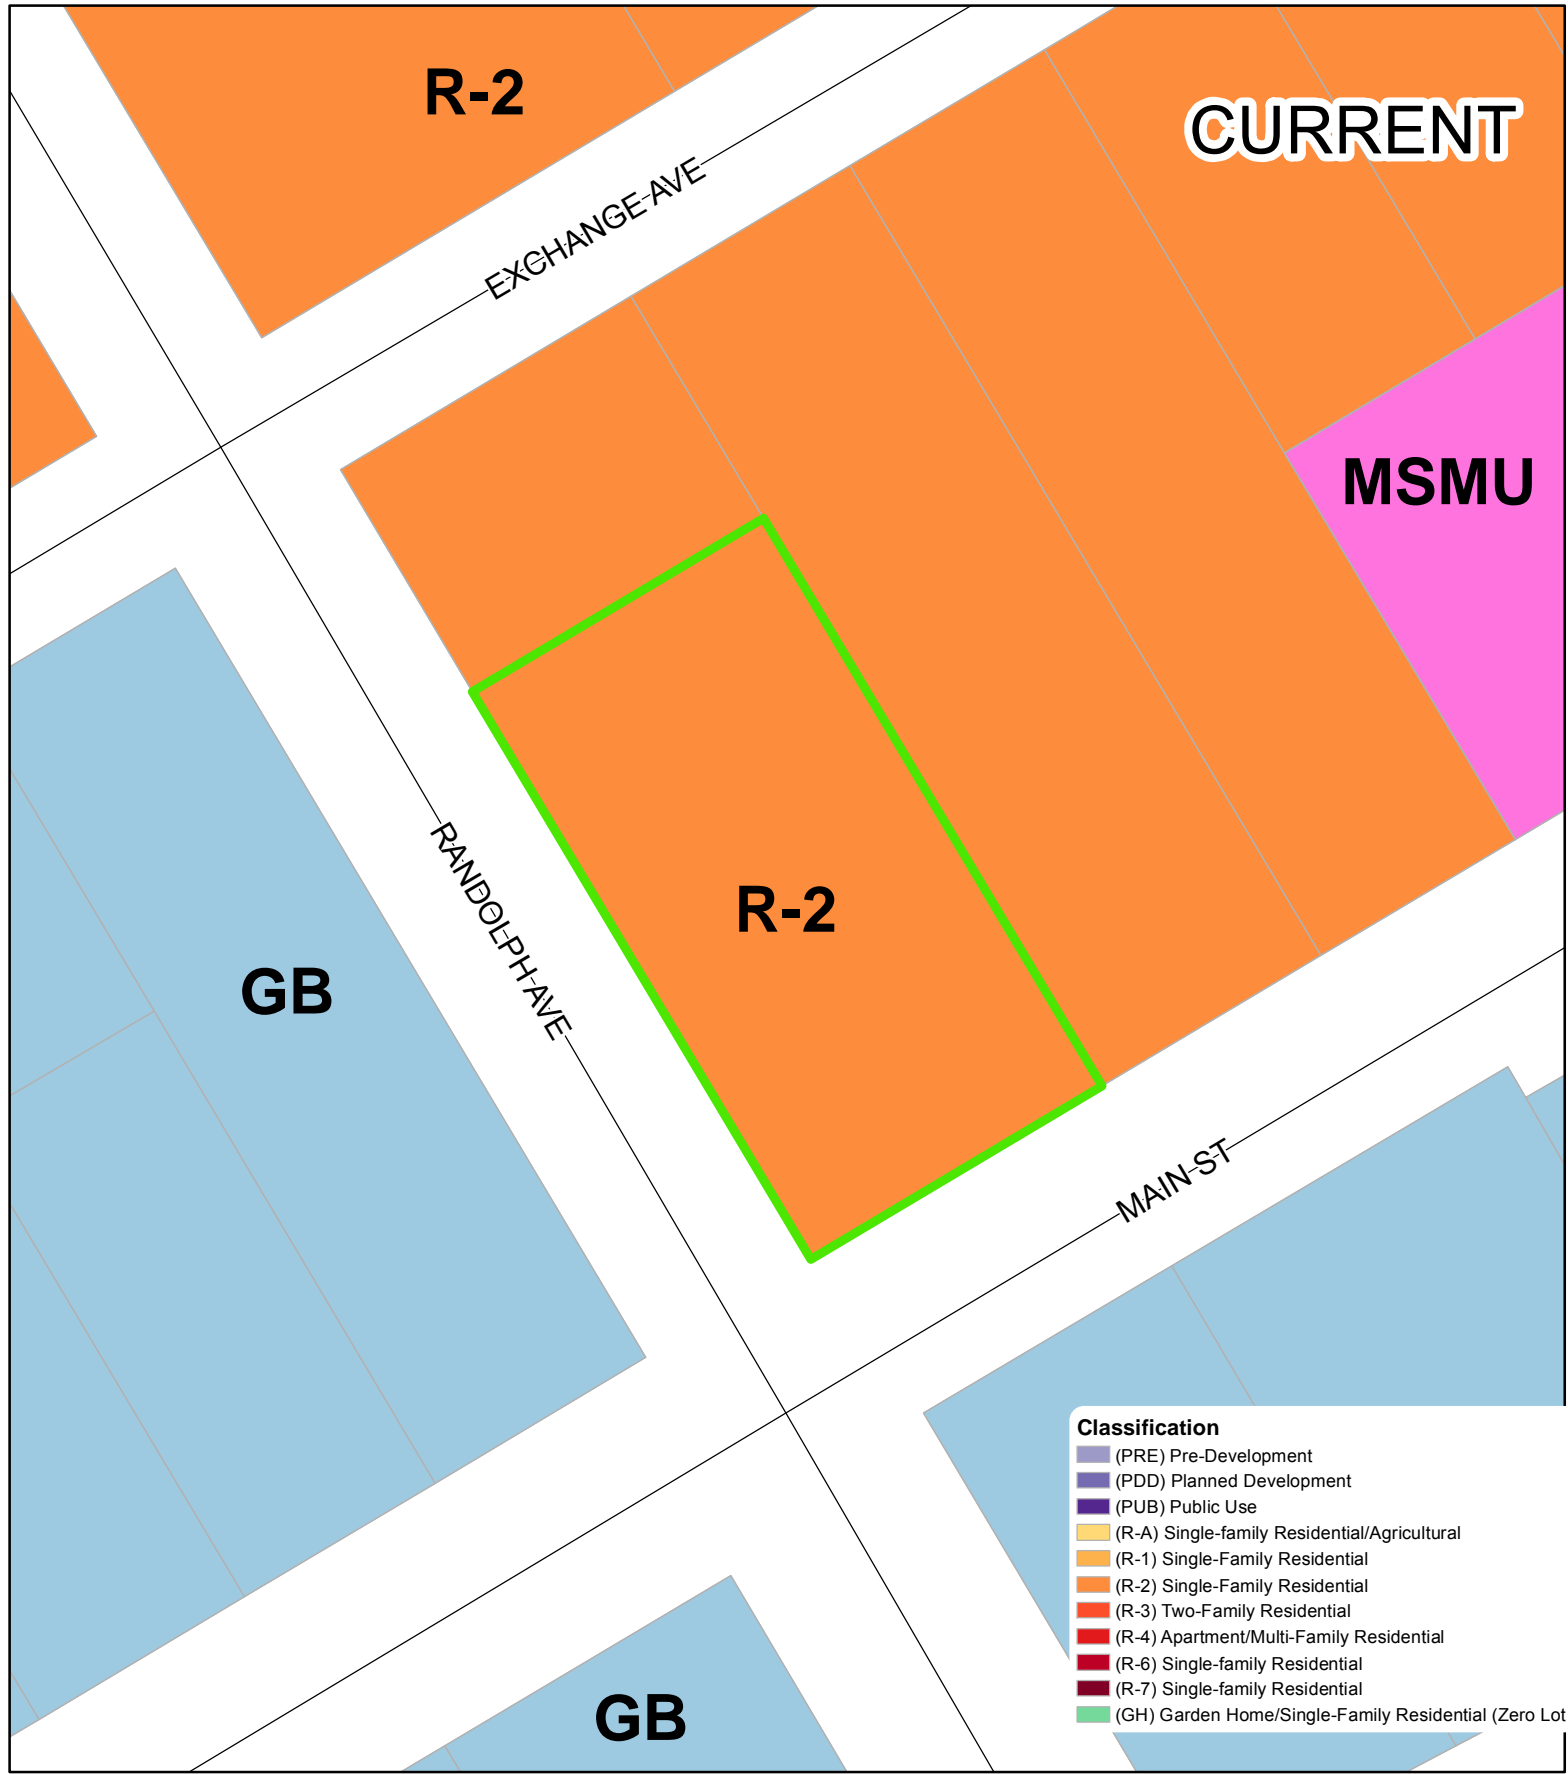 R-2
CURRENT
EXCHANGE AVE
MSMU
RANDOLPH AVE
R-2
GB
MAIN ST
Classification
(PRE) Pre-Development
(PDD) Planned Development
(PUB) Public Use
(R-A) Single-family Residential/Agricultural
(R-1) Single-Family Residential
(R-2) Single-Family Residential
(R-3) Two-Family Residential
(R-4) Apartment/Multi-Family Residential
(R-6) Single-family Residential
(R-7) Single-family Residential
(GH) Garden Home/Single-Family Residential (Zero Lot
GB